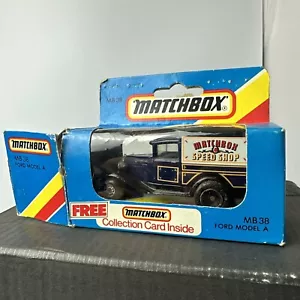 MB38
MATCHBOX
MATCHBOX
MB 38
FORD MODEL A
MATCHBOX
SPEED SHOP
FREE
MATCHBOX
Collection Card Inside
MB 38
FORD MODEL A